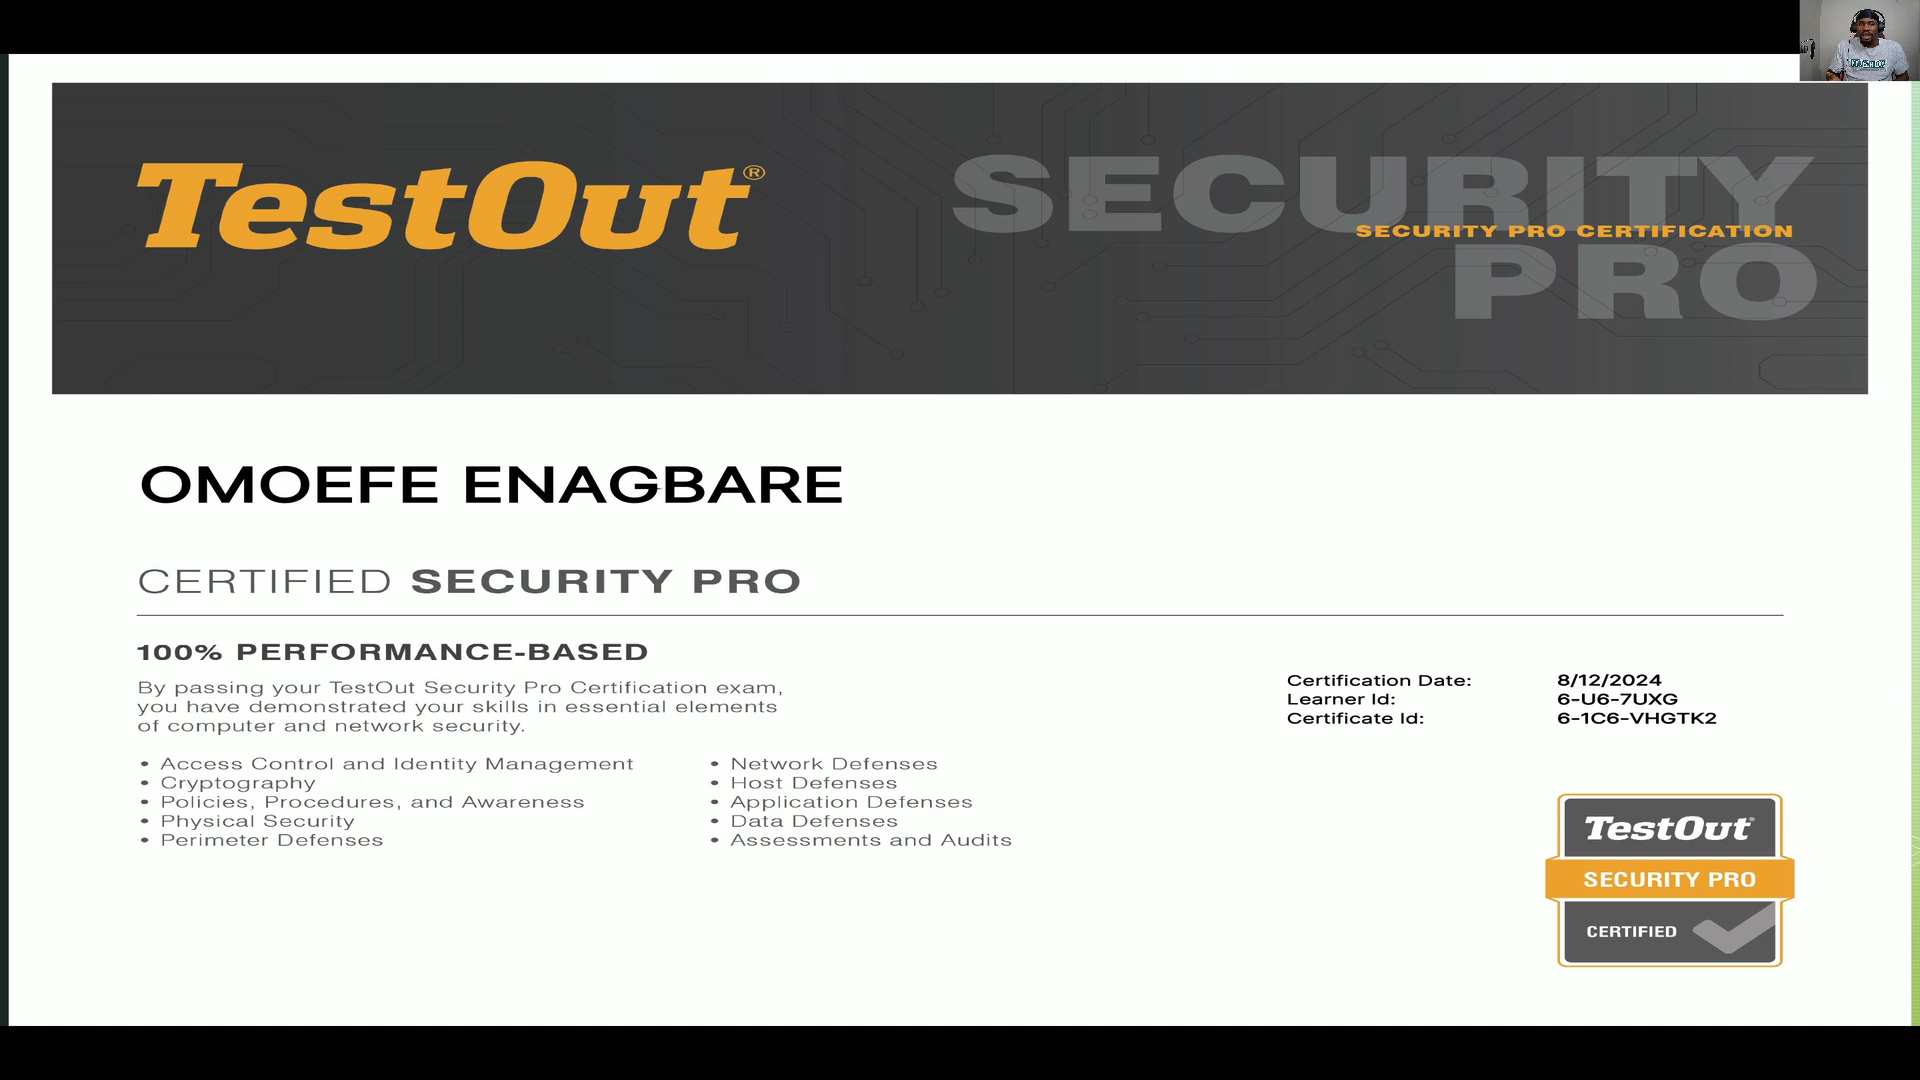 TestOut®
SECURITY
SECURITY PRO CERTIFICATION
PRO
OMOEFE ENAGBARE
CERTIFIED SECURITY PRO
100% PERFORMANCE-BASED
By passing your TestOut Security Pro Certification exam,
you have demonstrated your skills in essential elements
of computer and network security.
• Access Control and Identity Management
• Cryptography
• Policies, Procedures, and Awareness
• Physical Security
• Perimeter Defenses
• Network Defenses
• Host Defenses
• Application Defenses
• Data Defenses
• Assessments and Audits
Certification Date: 8/12/2024
Learner Id: 6-U6-7UXG
Certificate Id: 6-1C6-VHGTK2
TestOut®
SECURITY PRO
CERTIFIED